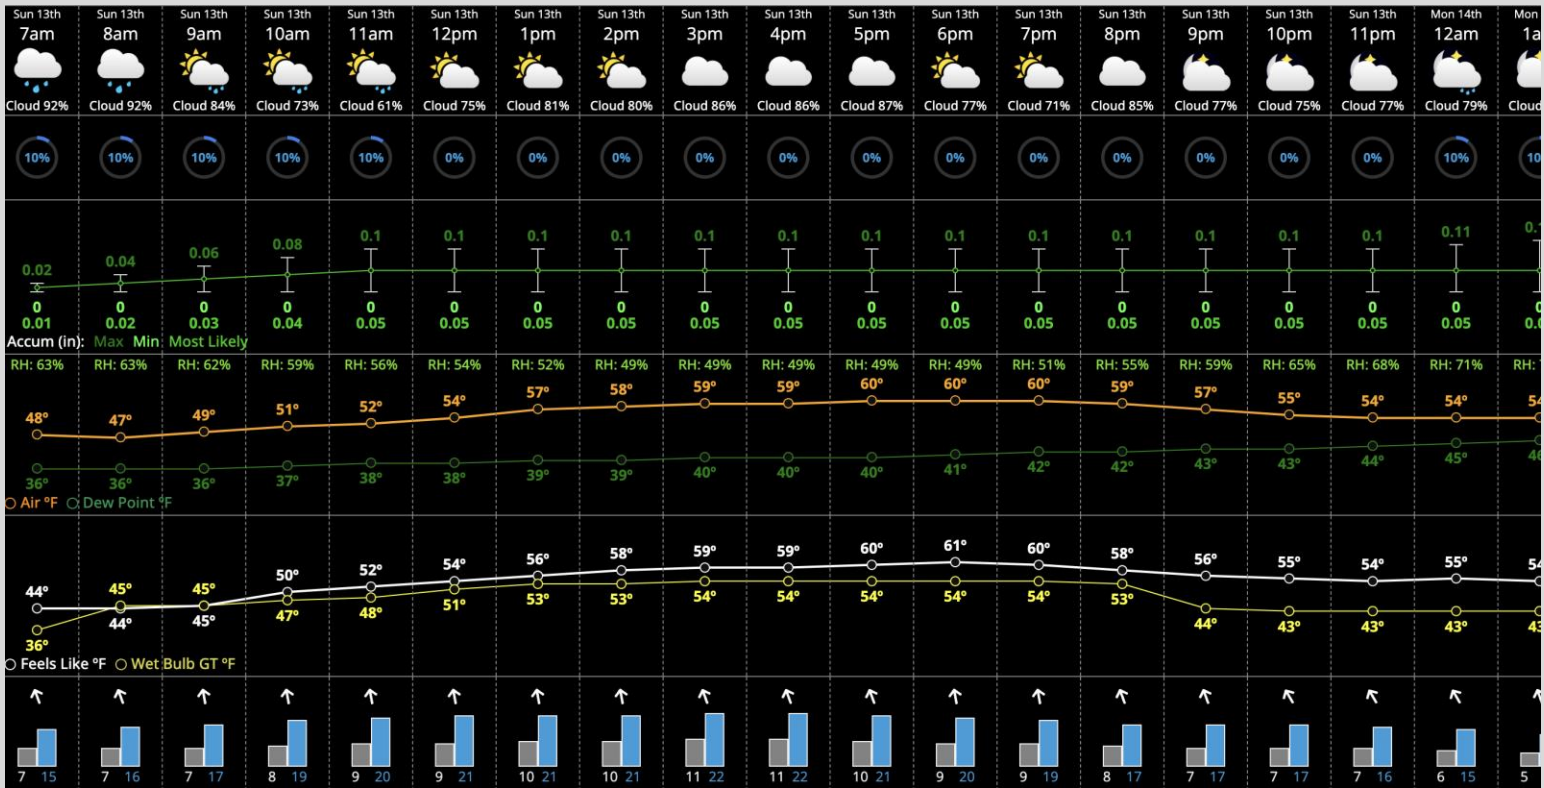 Sun 13th Sun 13th Sun 13th Sun 13th Sun 13th Sun 13th Sun 13th Sun 13th Sun 13th Sun 13th Sun 13th Sun 13th Sun 13th Sun 13th Sun 13th Sun 13th Sun 13th Mon 14th Mon
7am 8am 9am 10am 11am 12pm 1pm 2pm 3pm 4pm 5pm 6pm 7pm 8pm 9pm 10pm 11pm 12am 1a
Cloud 92% Cloud 92% Cloud 84% Cloud 73% Cloud 61% Cloud 75% Cloud 81% Cloud 80% Cloud 86% Cloud 86% Cloud 87% Cloud 77% Cloud 71% Cloud 85% Cloud 77% Cloud 75% Cloud 77% Cloud 79% Cloud
10% 10% 10% 10% 10% 0% 0% 0% 0% 0% 0% 0% 0% 0% 0% 0% 0% 10% 10
0.02 0.04 0.06 0.08 0.1 0.1 0.1 0.1 0.1 0.1 0.1 0.1 0.1 0.1 0.1 0.1 0.1 0.11 0.
0 0 0 0 0 0 0 0 0 0 0 0 0 0 0 0 0 0
0.01 0.02 0.03 0.04 0.05 0.05 0.05 0.05 0.05 0.05 0.05 0.05 0.05 0.05 0.05 0.05 0.05 0.05 0.0
Accum (in): Max Min Most Likely
RH: 63% RH: 63% RH: 62% RH: 59% RH: 56% RH: 54% RH: 52% RH: 49% RH: 49% RH: 49% RH: 49% RH: 49% RH: 51% RH: 55% RH: 59% RH: 65% RH: 68% RH: 71% RH:
48° 47° 49° 51° 52° 54° 57° 58° 59° 59° 60° 60° 60° 59° 57° 55° 54° 54° 54
36° 36° 36° 37° 38° 38° 39° 39° 40° 40° 40° 41° 42° 42° 43° 43° 44° 45° 46
Air °F Dew Point °F
44° 44° 45° 50° 52° 54° 56° 58° 59° 59° 60° 61° 60° 58° 56° 55° 54° 55° 54
36° 45° 45° 47° 48° 51° 53° 53° 54° 54° 54° 54° 54° 53° 44° 43° 43° 43° 43
Feels Like °F Wet Bulb GT °F
7 15 7 16 7 17 8 19 9 20 9 21 10 21 10 21 11 22 11 22 10 21 9 20 9 19 8 17 7 17 7 17 7 16 6 15 5